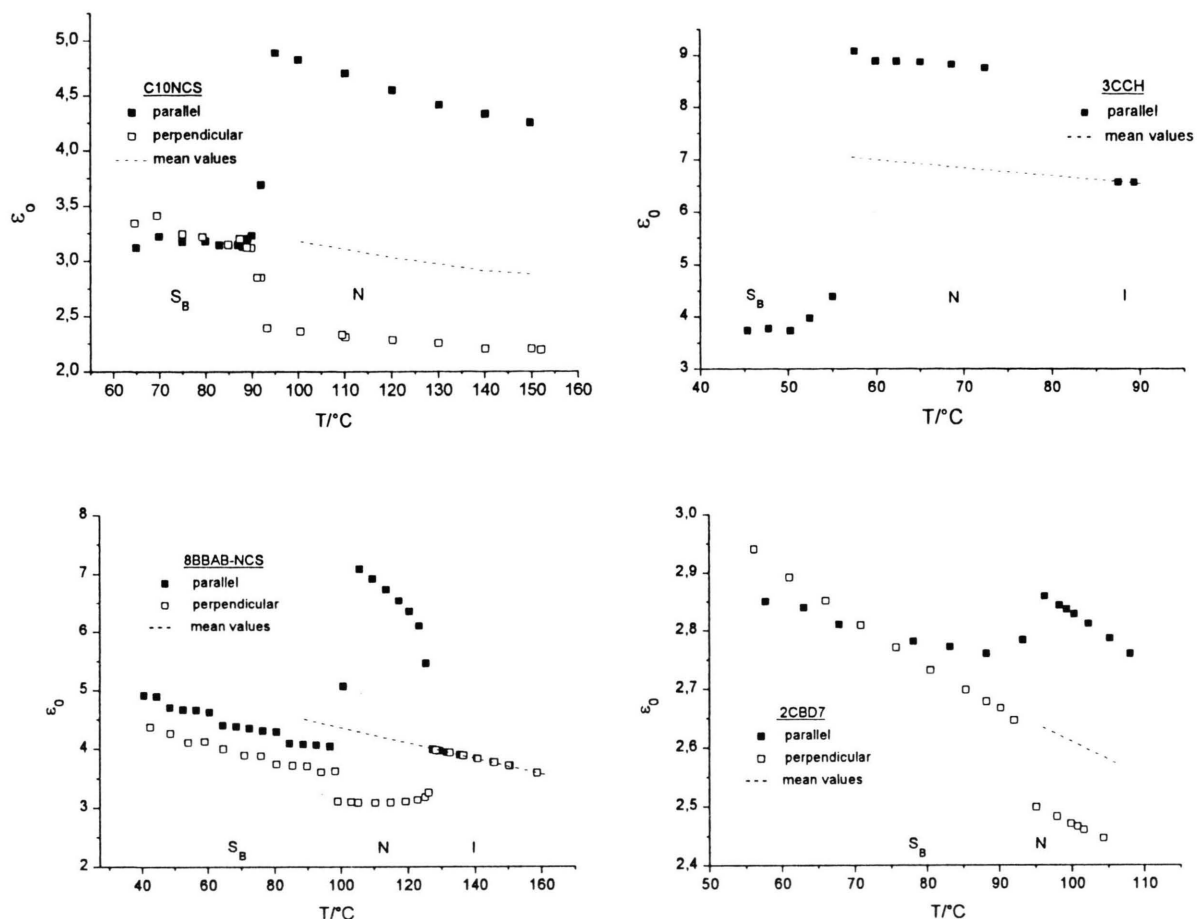 5,0
4,5
4,0
3,5
3,0
2,5
2,0
ε₀
C10NCS
parallel
perpendicular
mean values
S_B
N
60 70 80 90 100 110 120 130 140 150 160
T/°C
9
8
7
6
5
4
3
ε₀
3CCH
parallel
mean values
S_B
N
I
40 50 60 70 80 90
T/°C
8
7
6
5
4
3
2
ε₀
8BBAB-NCS
parallel
perpendicular
mean values
S_B
N
I
40 60 80 100 120 140 160
T/°C
3,0
2,9
2,8
2,7
2,6
2,5
2,4
ε₀
2CBD7
parallel
perpendicular
mean values
S_B
N
50 60 70 80 90 100 110
T/°C